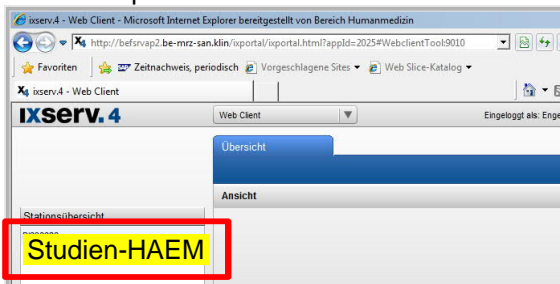 ixserv.4 - Web Client - Microsoft Internet Explorer bereitgestellt von Bereich Humanmedizin
http://befsrvap2.be-mrz-san.klin/ixportal/ixportal.html?appId=2025#WebclientTool:9010
Favoriten Zeitnachweis, periodisch Vorgeschlagene Sites Web Slice-Katalog
ixserv.4 - Web Client
ıxserv.4 Web Client Eingeloggt als: Enge
Übersicht
Ansicht
Stationsübersicht
Studien-HAEM